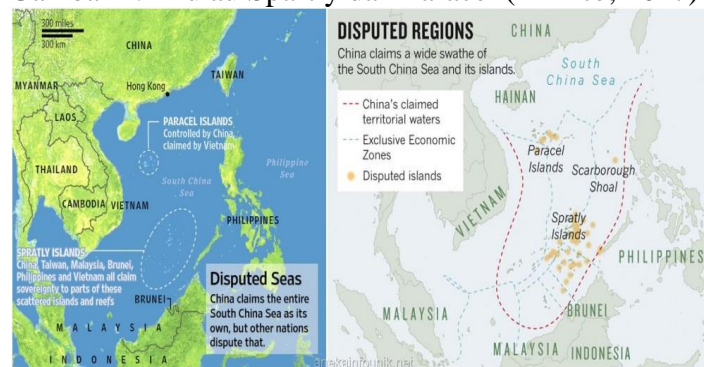 300 miles
300 km
CHINA
TAIWAN
MYANMAR
Hong Kong
LAOS
PARACEL ISLANDS
Controlled by China,
claimed by Vietnam
THAILAND
South China
Sea
Philippine
Sea
CAMBODIA
VIETNAM
PHILIPPINES
SPRATLY ISLANDS
China, Taiwan, Malaysia, Brunei,
Philippines and Vietnam all claim
sovereignty to parts of these
scattered islands and reefs
BRUNEI
MALAYSIA
INDONESIA
Disputed Seas
China claims the entire
South China Sea as its
own, but other nations
dispute that.
DISPUTED REGIONS
China claims a wide swathe of
the South China Sea and its islands.
China's claimed
territorial waters
Exclusive Economic
Zones
Disputed islands
CHINA
South
China Sea
HAINAN
Paracel
Islands
Scarborough
Shoal
VIETNAM
Spratly
Islands
PHILIPPINES
BRUNEI
MALAYSIA
MALAYSIA
INDONESIA
anekainfounik.net